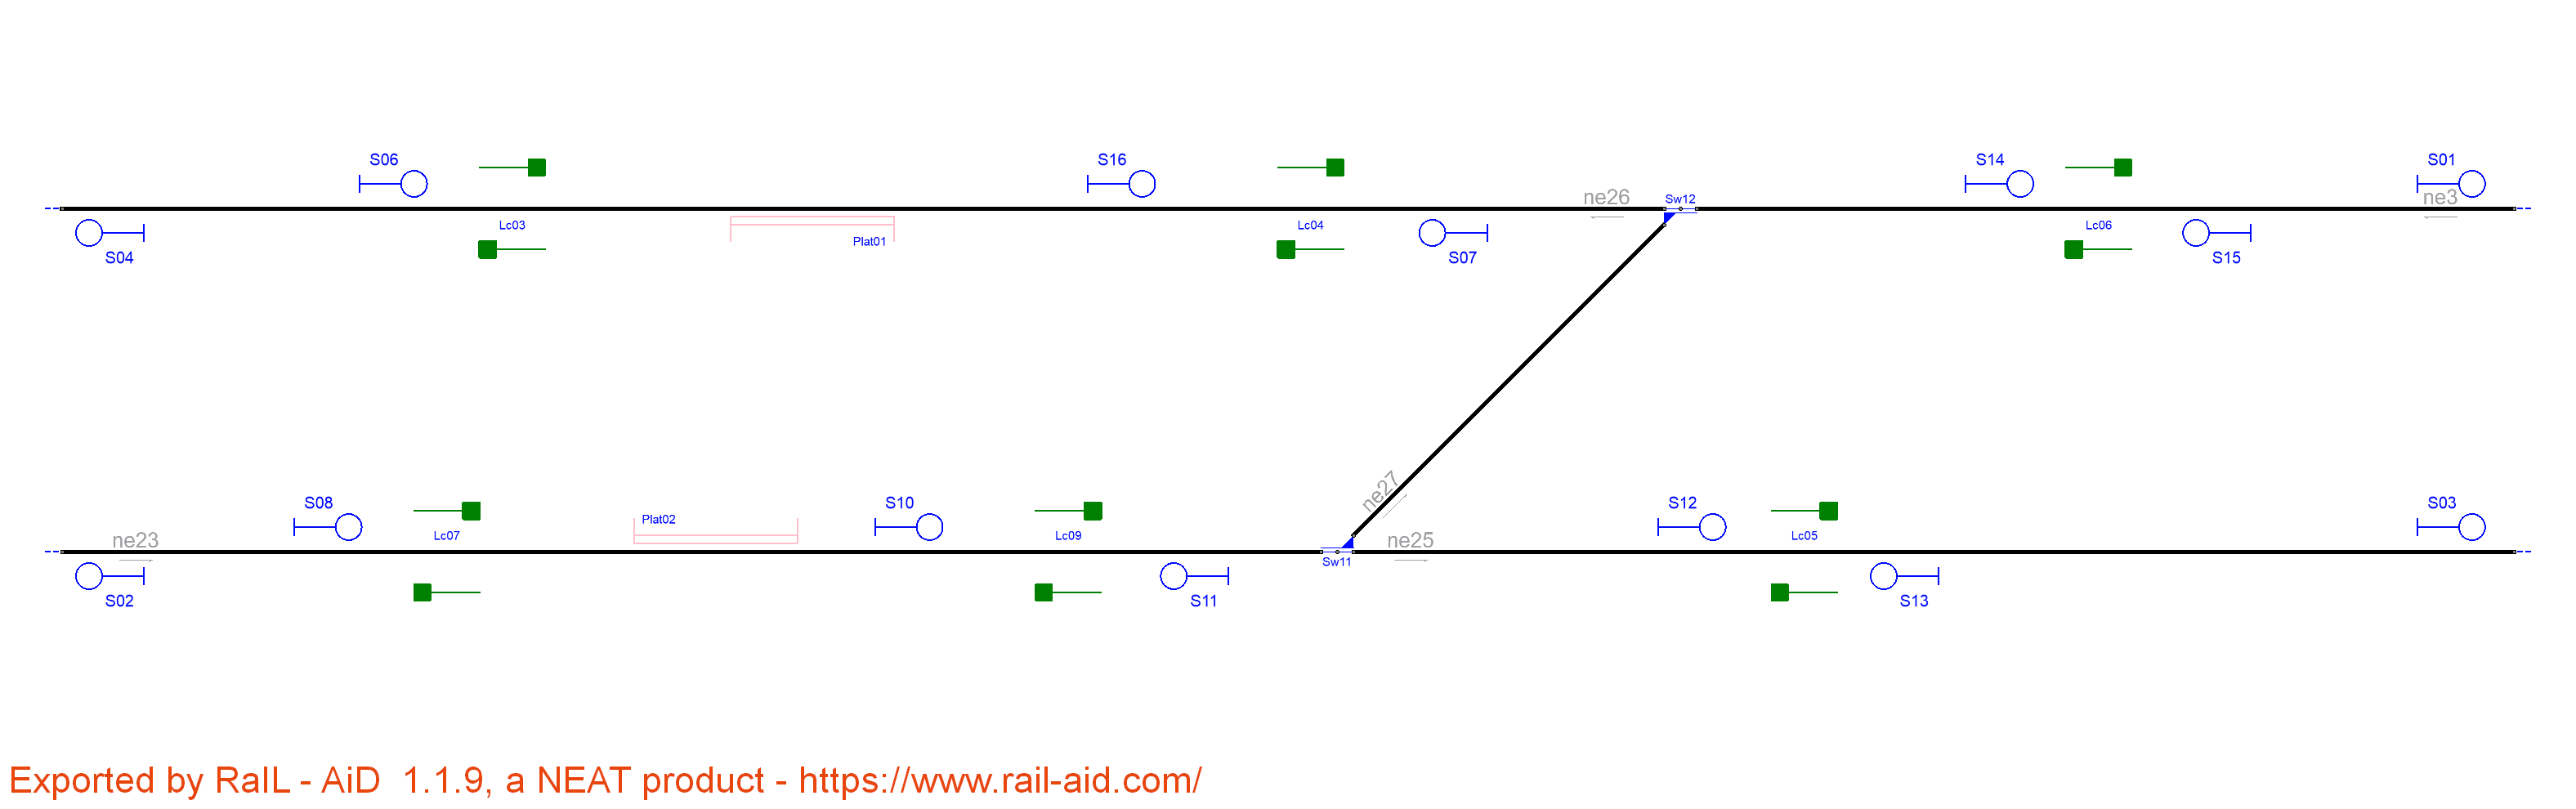 S06
S16
S14
S01
ne26
Sw12
ne3
S04
Lc03
Plat01
Lc04
S07
Lc06
S15
ne27
S08
Plat02
S10
S12
S03
ne23
Lc07
Lc09
ne25
Lc05
Sw11
S02
S11
S13
Exported by RaIL - AiD  1.1.9, a NEAT product - https://www.rail-aid.com/